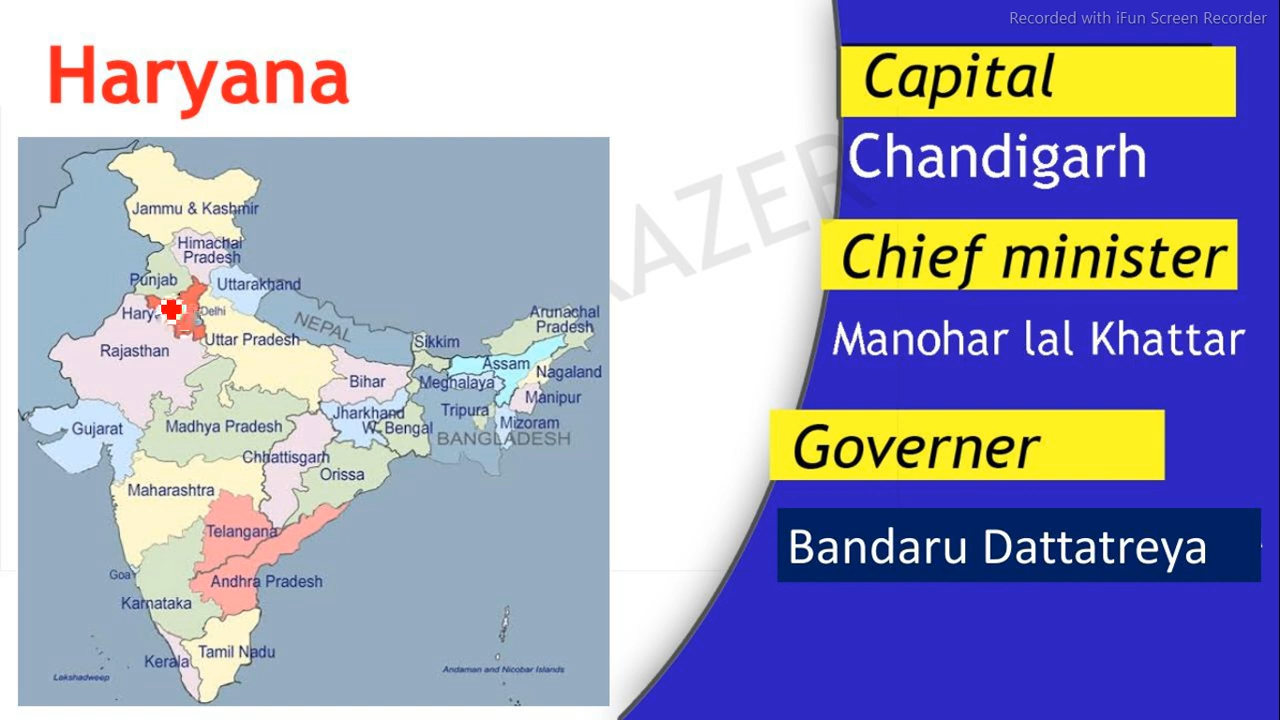 Recorded with iFun Screen Recorder
Haryana
Capital
Chandigarh
Chief minister
Manohar lal Khattar
Governer
Bandaru Dattatreya
AZER
Jammu & Kashmir
Himachal
Pradesh
Punjab
Uttarakhand
Hary
Delhi
NEPAL
Arunachal
Pradesh
Sikkim
Uttar Pradesh
Rajasthan
Assam
Nagaland
Bihar
Meghalaya
Manipur
Jharkhand
Tripura
Mizoram
Gujarat
Madhya Pradesh
W. Bengal
BANGLADESH
Chhattisgarh
Orissa
Maharashtra
Telangana
Goa
Andhra Pradesh
Karnataka
Tamil Nadu
Kerala
Lakshadweep
Andaman and Nicobar Islands